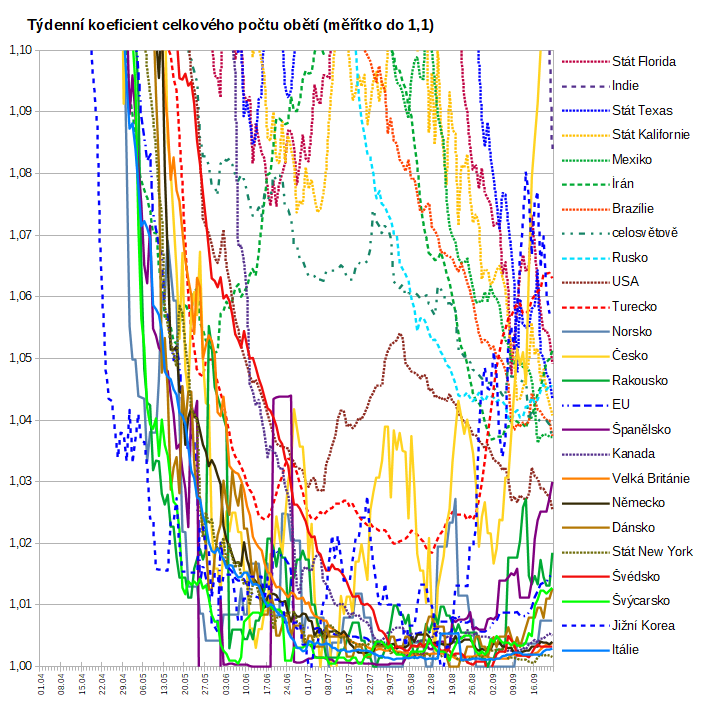 Týdenní koeficient celkového počtu obětí (měřítko do 1,1)
1,10
1,09
1,08
1,07
1,06
1,05
1,04
1,03
1,02
1,01
1,00
01.04
08.04
15.04
22.04
29.04
06.05
13.05
20.05
27.05
03.06
10.06
17.06
24.06
01.07
08.07
15.07
22.07
29.07
05.08
12.08
19.08
26.08
02.09
09.09
16.09
Stát Florida
Indie
Stát Texas
Stát Kalifornie
Mexiko
Írán
Brazílie
celosvětově
Rusko
USA
Turecko
Norsko
Česko
Rakousko
EU
Španělsko
Kanada
Velká Británie
Německo
Dánsko
Stát New York
Švédsko
Švýcarsko
Jižní Korea
Itálie